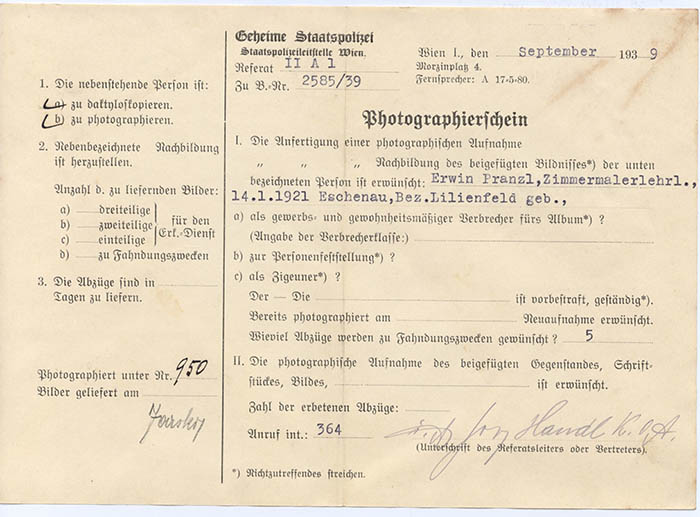 1. Die nebenstehende Person ist:
a) zu daktyloskopieren.
b) zu photographieren.
2. Nebenbezeichnete Nachbildung
ist herzustellen.
Anzahl d. zu liefernden Bilder:
a) dreiteilige
b) zweiteilige
c) einteilige
für den
Erk.-Dienst
d) zu Fahndungszwecken
3. Die Abzüge sind in
Tagen zu liefern.
Photographiert unter Nr. 950
Bilder geliefert am
Geheime Staatspolizei
Staatspolizeileitstelle Wien.
Referat II A 1
Zu B.-Nr. 2585/39
Wien I., den September 1939
Morzinplatz 4.
Fernsprecher: A 17-5-80.
Photographierschein
I. Die Anfertigung einer photographischen Aufnahme
" " " Nachbildung des beigefügten Bildnisses*) der unten
bezeichneten Person ist erwünscht: Erwin Pranzl,Zimmermalerlehrl.,
14.1.1921 Eschenau,Bez.Lilienfeld geb.,
a) als gewerbs- und gewohnheitsmäßiger Verbrecher fürs Album*) ?
(Angabe der Verbrecherklasse:)
b) zur Personenfeststellung*) ?
c) als Zigeuner*) ?
Der — Die ist vorbestraft, geständig*).
Bereits photographiert am Neuaufnahme erwünscht.
Wieviel Abzüge werden zu Fahndungszwecken gewünscht ? 5
II. Die photographische Aufnahme des beigefügten Gegenstandes, Schrift-
stückes, Bildes, ist erwünscht.
Zahl der erbetenen Abzüge:
Anruf int.: 364
(Unterschrift des Referatsleiters oder Vertreters).
*) Nichtzutreffendes streichen.